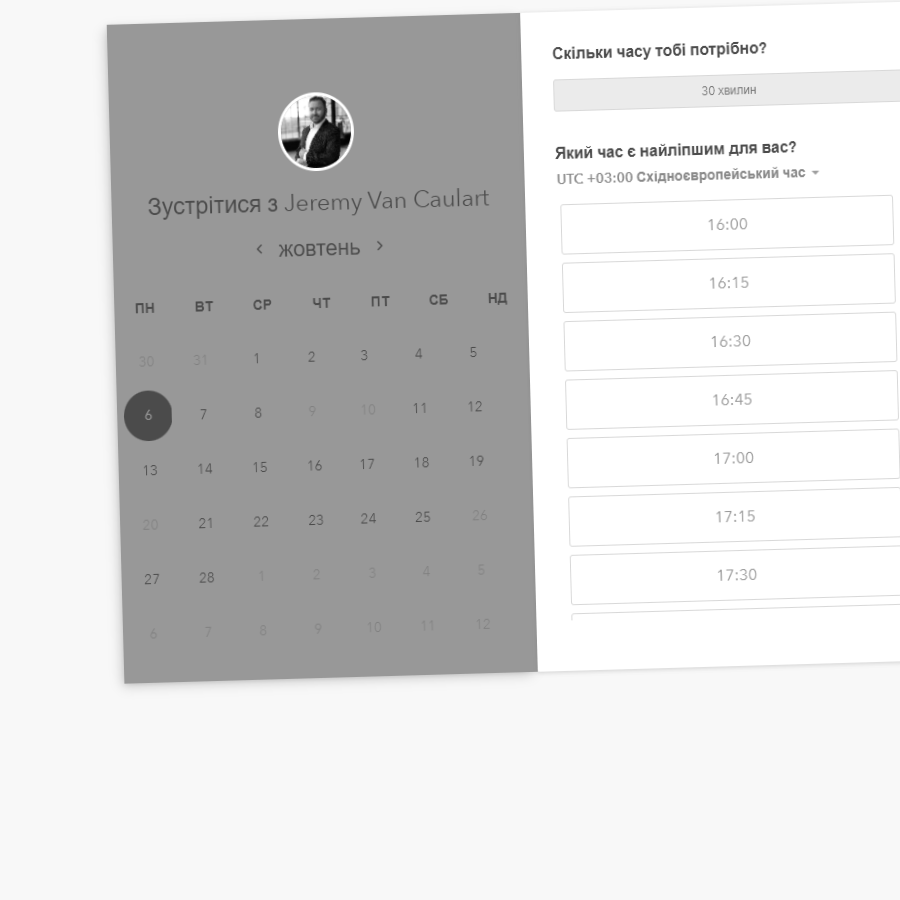 Зустрітися з Jeremy Van Caulart
жовтень
ПН ВТ СР ЧТ ПТ СБ НД
30 31 1 2 3 4 5
6 7 8 9 10 11 12
13 14 15 16 17 18 19
20 21 22 23 24 25 26
27 28 1 2 3 4 5
6 7 8 9 10 11 12
Скільки часу тобі потрібно?
30 хвилин
Який час є найліпшим для вас?
UTC +03:00 Східноєвропейський час
16:00
16:15
16:30
16:45
17:00
17:15
17:30